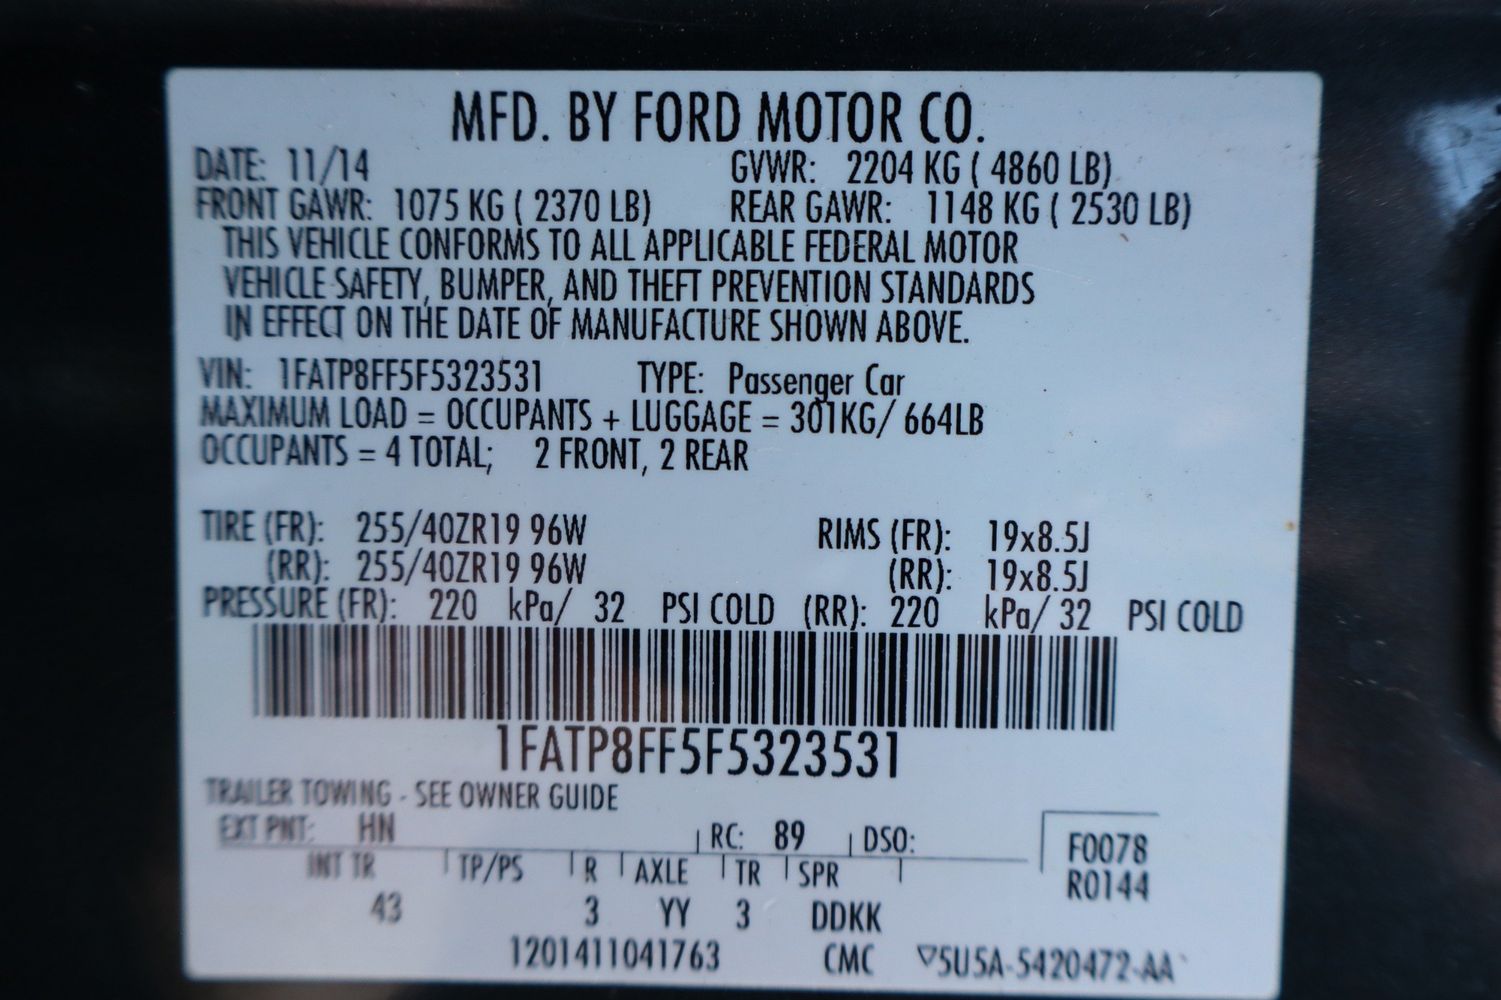 MFD. BY FORD MOTOR CO.
DATE: 11/14 GVWR: 2204 KG ( 4860 LB)
FRONT GAWR: 1075 KG ( 2370 LB) REAR GAWR: 1148 KG ( 2530 LB)
THIS VEHICLE CONFORMS TO ALL APPLICABLE FEDERAL MOTOR
VEHICLE SAFETY, BUMPER, AND THEFT PREVENTION STANDARDS
IN EFFECT ON THE DATE OF MANUFACTURE SHOWN ABOVE.
VIN: 1FATP8FF5F5323531 TYPE: Passenger Car
MAXIMUM LOAD = OCCUPANTS + LUGGAGE = 301KG/ 664LB
OCCUPANTS = 4 TOTAL; 2 FRONT, 2 REAR
TIRE (FR): 255/40ZR19 96W RIMS (FR): 19x8.5J
(RR): 255/40ZR19 96W (RR): 19x8.5J
PRESSURE (FR): 220 kPa/ 32 PSI COLD (RR): 220 kPa/ 32 PSI COLD
1FATP8FF5F5323531
TRAILER TOWING - SEE OWNER GUIDE
EXT PNT: HN RC: 89 DSO: F0078
INT TR TP/PS R AXLE TR SPR R0144
43 3 YY 3 DDKK
1201411041763 CMC ▽5U5A-5420472-AA